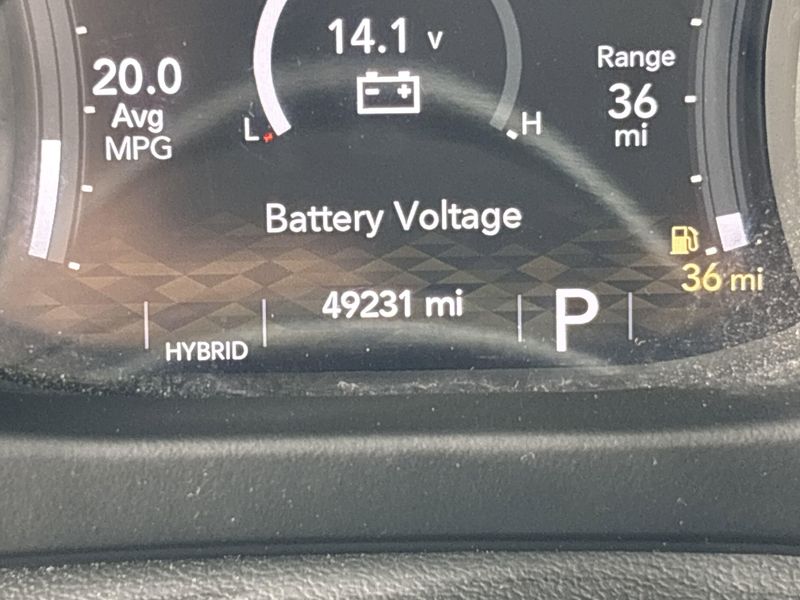 14.1 v
20.0
Avg
MPG
Range
36
mi
L
H
Battery Voltage
36 mi
49231 mi
P
HYBRID